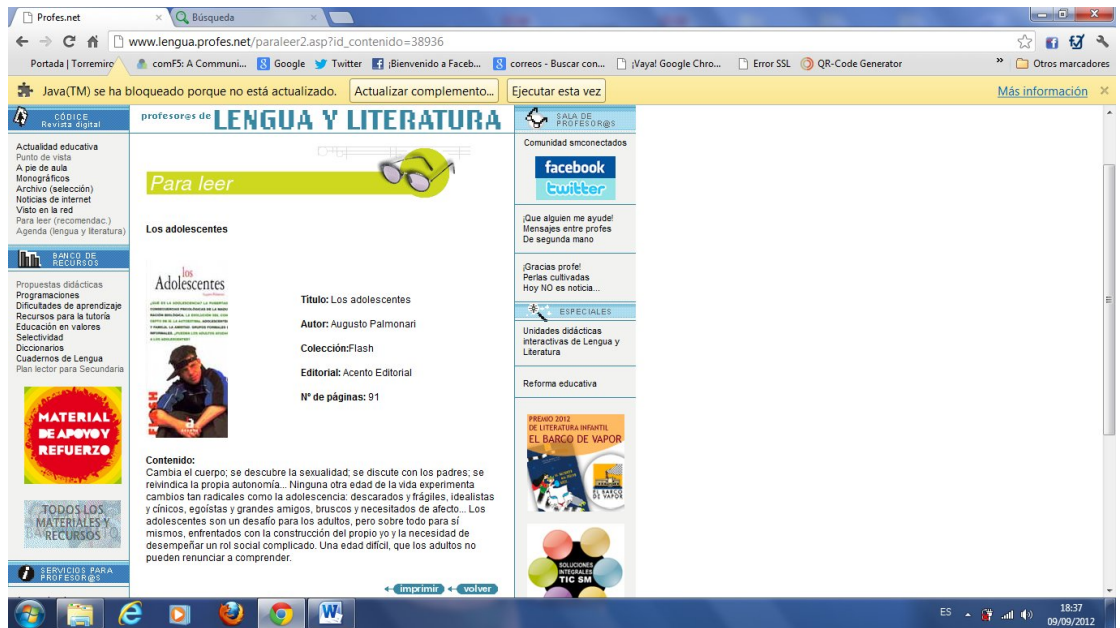 Profes.net
Búsqueda
www.lengua.profes.net/paraleer2.asp?id_contenido=38936
Portada | Torremiro
comF5: A Communi...
Google
Twitter
¡Bienvenido a Faceb...
correos - Buscar con...
¡Vaya! Google Chro...
Error SSL
QR-Code Generator
»
Otros marcadores
Java(TM) se ha bloqueado porque no está actualizado.
Actualizar complemento...
Ejecutar esta vez
Más información
CÓDICE
Revista digital
Actualidad educativa
Punto de vista
A pie de aula
Monográficos
Archivo (selección)
Noticias de internet
Visto en la red
Para leer (recomendac.)
Agenda (lengua y literatura)
BANCO DE
RECURSOS
Propuestas didácticas
Programaciones
Dificultades de aprendizaje
Recursos para la tutoría
Educación en valores
Selectividad
Diccionarios
Cuadernos de Lengua
Plan lector para Secundaria
MATERIAL
DE APOYO Y
REFUERZO
TODOS LOS
MATERIALES Y
RECURSOS
SERVICIOS PARA
PROFESOR@S
profesor@s de LENGUA Y LITERATURA
Para leer
Los adolescentes
los
Adolescentes
FLASH
Título: Los adolescentes
Autor: Augusto Palmonari
Colección:Flash
Editorial: Acento Editorial
Nº de páginas: 91
Contenido:
Cambia el cuerpo; se descubre la sexualidad; se discute con los padres; se
reivindica la propia autonomía... Ninguna otra edad de la vida experimenta
cambios tan radicales como la adolescencia: descarados y frágiles, idealistas
y cínicos, egoístas y grandes amigos, bruscos y necesitados de afecto... Los
adolescentes son un desafío para los adultos, pero sobre todo para sí
mismos, enfrentados con la construcción del propio yo y la necesidad de
desempeñar un rol social complicado. Una edad difícil, que los adultos no
pueden renunciar a comprender.
imprimir
volver
SALA DE
PROFESOR@S
Comunidad smconectados
facebook
twitter
¡Que alguien me ayude!
Mensajes entre profes
De segunda mano
¡Gracias profe!
Perlas cultivadas
Hoy NO es noticia...
ESPECIALES
Unidades didácticas
interactivas de Lengua y
Literatura
Reforma educativa
PREMIO 2012
DE LITERATURA INFANTIL
EL BARCO DE VAPOR
EL BARCO
DE VAPOR
SOLUCIONES
INTEGRALES
TIC SM
ES
18:37
09/09/2012